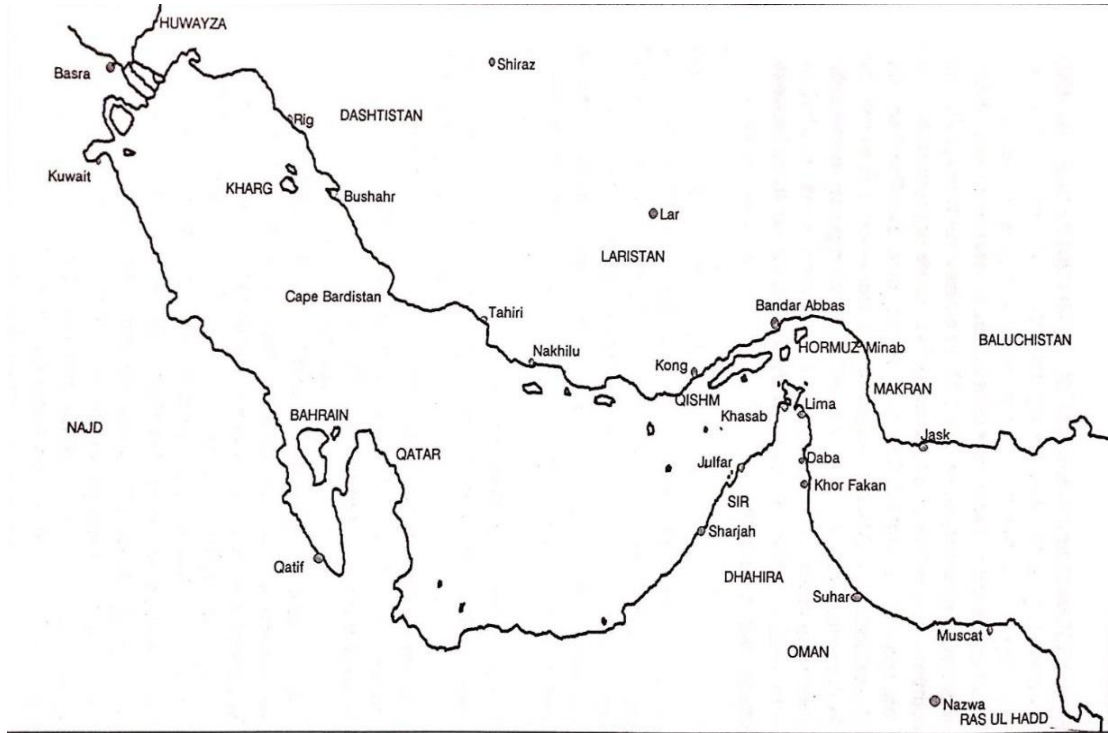 HUWAYZA
Basra
Shiraz
Rig
DASHTISTAN
Kuwait
KHARG
Bushahr
Lar
LARISTAN
Cape Bardistan
Tahiri
Bandar Abbas
HORMUZ
Minab
BALUCHISTAN
Nakhilu
Kong
MAKRAN
QISHM
Khasab
Lima
NAJD
BAHRAIN
QATAR
Jask
Julfar
Daba
Khor Fakan
SIR
Sharjah
Qatif
DHAHIRA
Suhar
Muscat
OMAN
Nazwa
RAS UL HADD